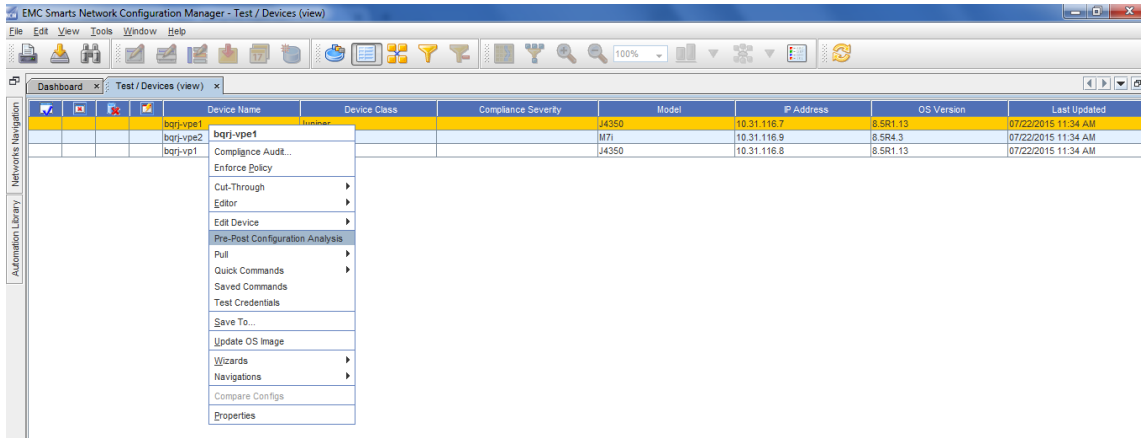 EMC Smarts Network Configuration Manager - Test / Devices (view)
File Edit View Tools Window Help
100%
Dashboard Test / Devices (view)
Networks Navigation
Automation Library
Device Name Device Class Compliance Severity Model IP Address OS Version Last Updated
bqrj-vpe1 Juniper J4350 10.31.116.7 8.5R1.13 07/22/2015 11:34 AM
bqrj-vpe2 M7i 10.31.116.9 8.5R4.3 07/22/2015 11:34 AM
bqrj-vp1 J4350 10.31.116.8 8.5R1.13 07/22/2015 11:34 AM
bqrj-vpe1
Compliance Audit...
Enforce Policy
Cut-Through
Editor
Edit Device
Pre-Post Configuration Analysis
Pull
Quick Commands
Saved Commands
Test Credentials
Save To...
Update OS Image
Wizards
Navigations
Compare Configs
Properties